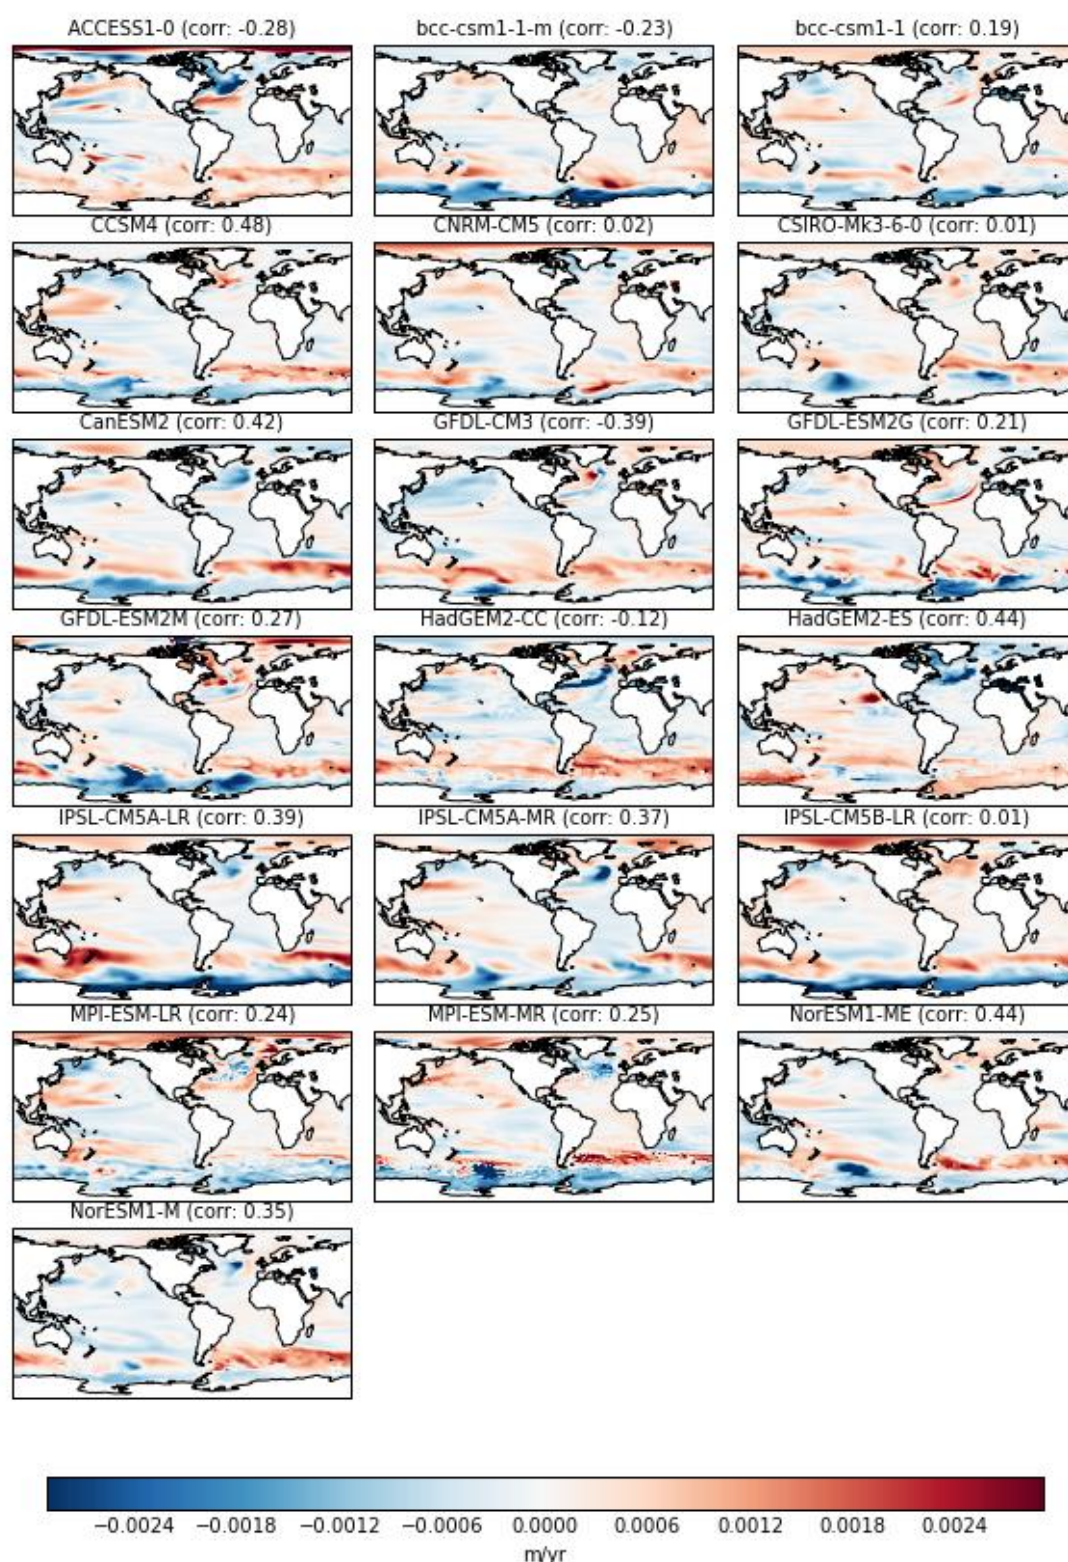 ACCESS1-0 (corr: -0.28) bcc-csm1-1-m (corr: -0.23) bcc-csm1-1 (corr: 0.19)
CCSM4 (corr: 0.48) CNRM-CM5 (corr: 0.02) CSIRO-Mk3-6-0 (corr: 0.01)
CanESM2 (corr: 0.42) GFDL-CM3 (corr: -0.39) GFDL-ESM2G (corr: 0.21)
GFDL-ESM2M (corr: 0.27) HadGEM2-CC (corr: -0.12) HadGEM2-ES (corr: 0.44)
IPSL-CM5A-LR (corr: 0.39) IPSL-CM5A-MR (corr: 0.37) IPSL-CM5B-LR (corr: 0.01)
MPI-ESM-LR (corr: 0.24) MPI-ESM-MR (corr: 0.25) NorESM1-ME (corr: 0.44)
NorESM1-M (corr: 0.35)
−0.0024 −0.0018 −0.0012 −0.0006 0.0000 0.0006 0.0012 0.0018 0.0024
m/yr